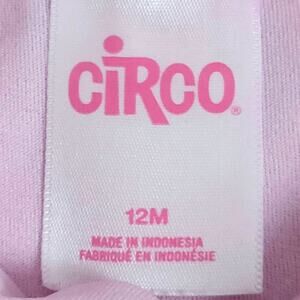 CIRCO®
12M
MADE IN INDONESIA
FABRIQUÉ EN INDONÉSIE